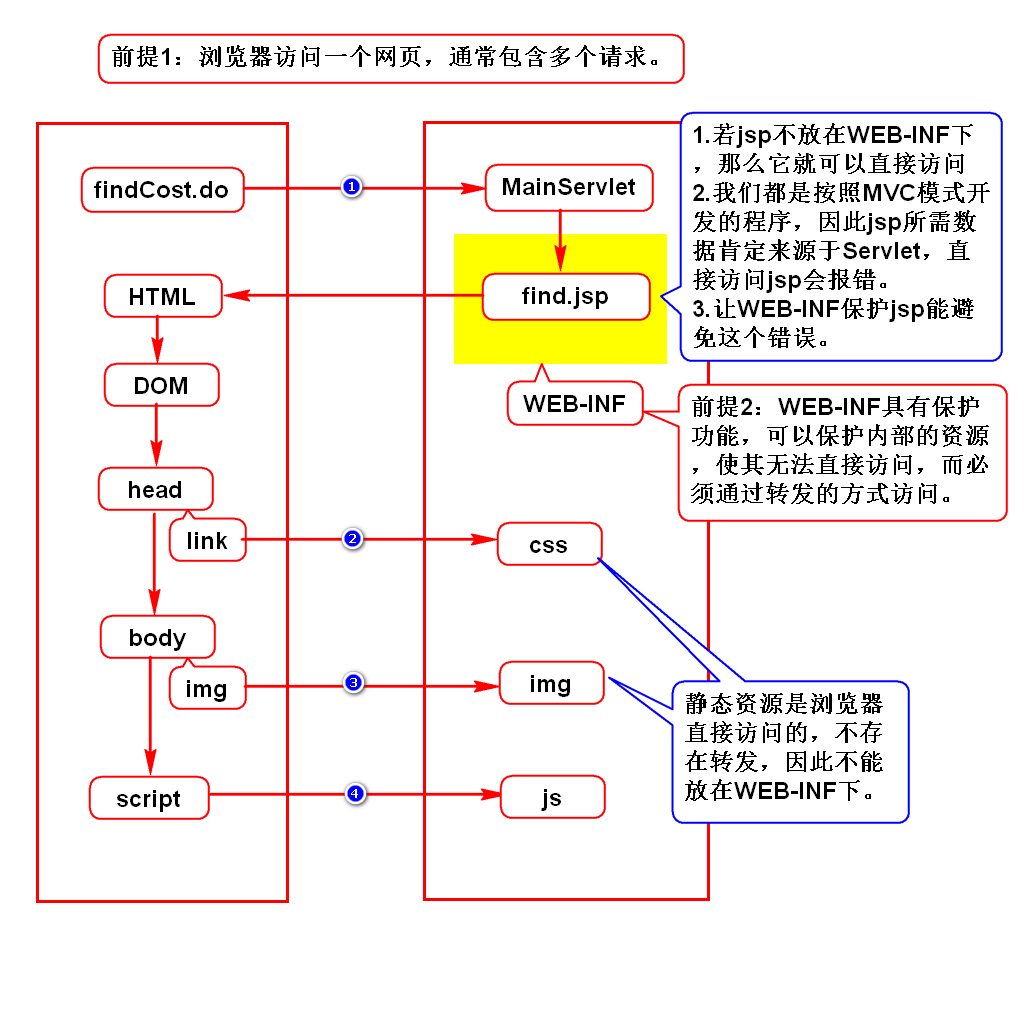 前提1：浏览器访问一个网页，通常包含多个请求。
findCost.do
1
MainServlet
1.若jsp不放在WEB-INF下
，那么它就可以直接访问
2.我们都是按照MVC模式开
发的程序，因此jsp所需数
据肯定来源于Servlet，直
接访问jsp会报错。
3.让WEB-INF保护jsp能避
免这个错误。
HTML
find.jsp
DOM
WEB-INF
前提2：WEB-INF具有保护
功能，可以保护内部的资源
，使其无法直接访问，而必
须通过转发的方式访问。
head
link
2
css
body
img
3
img
静态资源是浏览器
直接访问的，不存
在转发，因此不能
放在WEB-INF下。
script
4
js